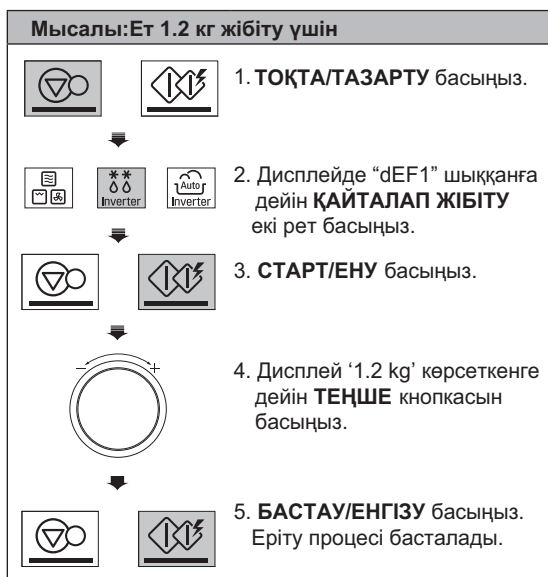 Мысалы:Ет 1.2 кг жібіту үшін
1. ТОҚТА/ТАЗАРТУ басыңыз.
Inverter
Auto
Inverter
2. Дисплейде “dEF1” шыққанға
дейін ҚАЙТАЛАП ЖІБІТУ
екі рет басыңыз.
3. СТАРТ/ЕНУ басыңыз.
- +
4. Дисплей ‘1.2 kg’ көрсеткенге
дейін ТЕҢШЕ кнопкасын
басыңыз.
5. БАСТАУ/ЕНГІЗУ басыңыз.
Еріту процесі басталады.